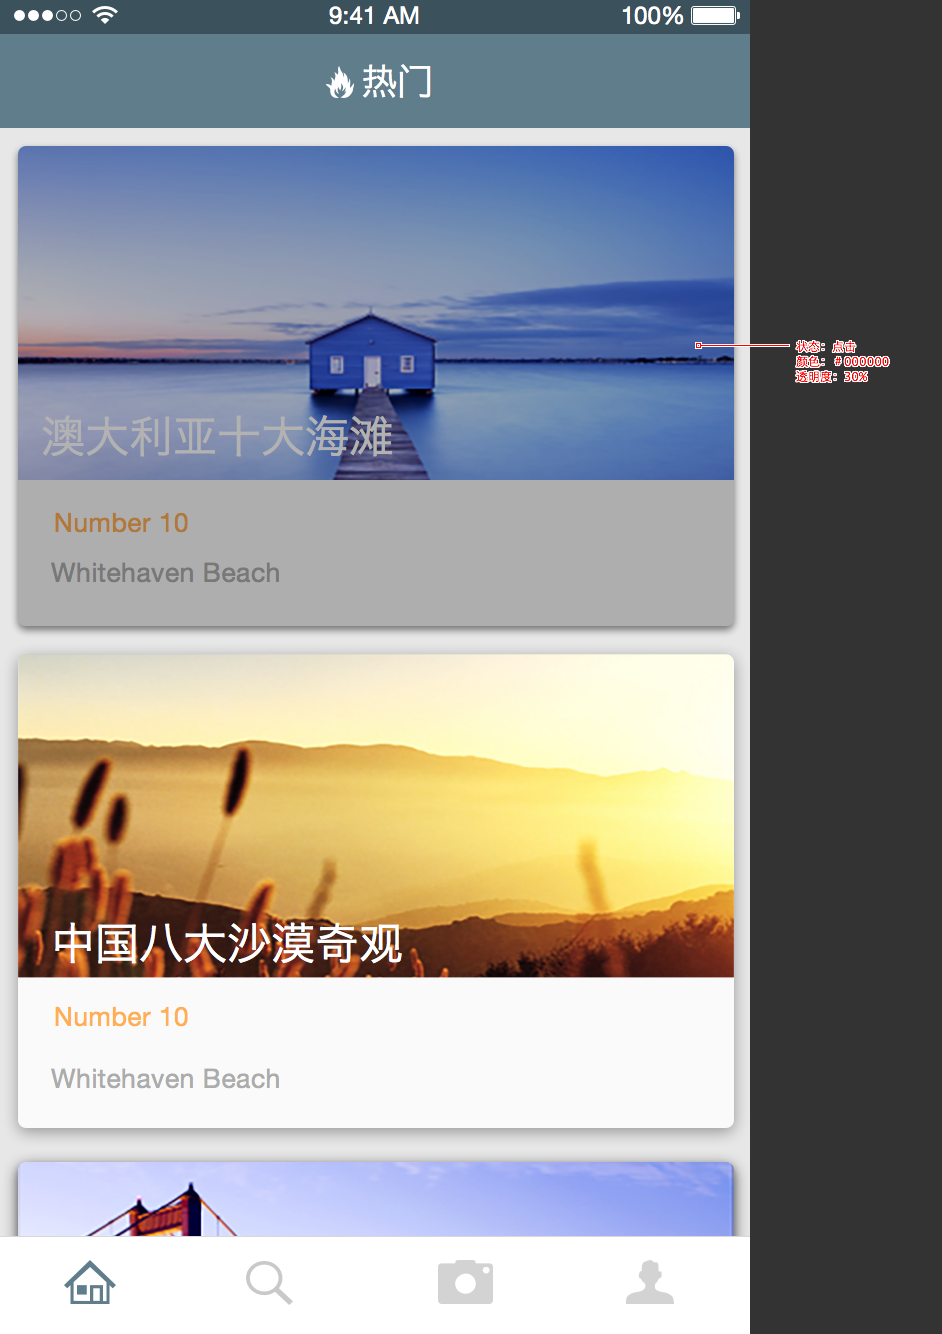 9:41 AM
100%
热门
澳大利亚十大海滩
Number 10
Whitehaven Beach
状态：点击
颜色：#000000
透明度：30%
中国八大沙漠奇观
Number 10
Whitehaven Beach